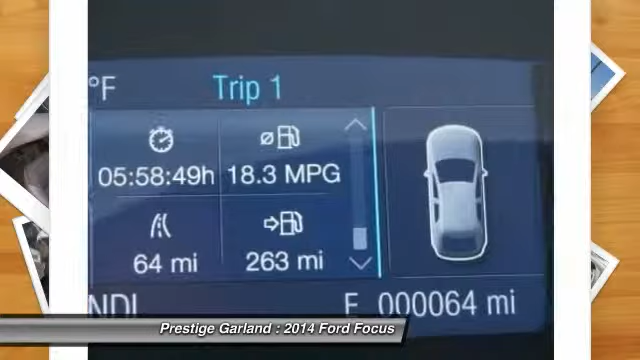 °F Trip 1
05:58:49h 18.3 MPG
64 mi 263 mi
E 000064 mi
Prestige Garland : 2014 Ford Focus